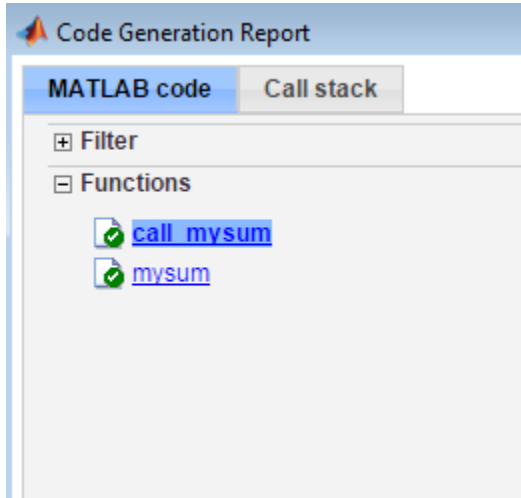 Code Generation Report
MATLAB code Call stack
Filter
Functions
call_mysum
mysum